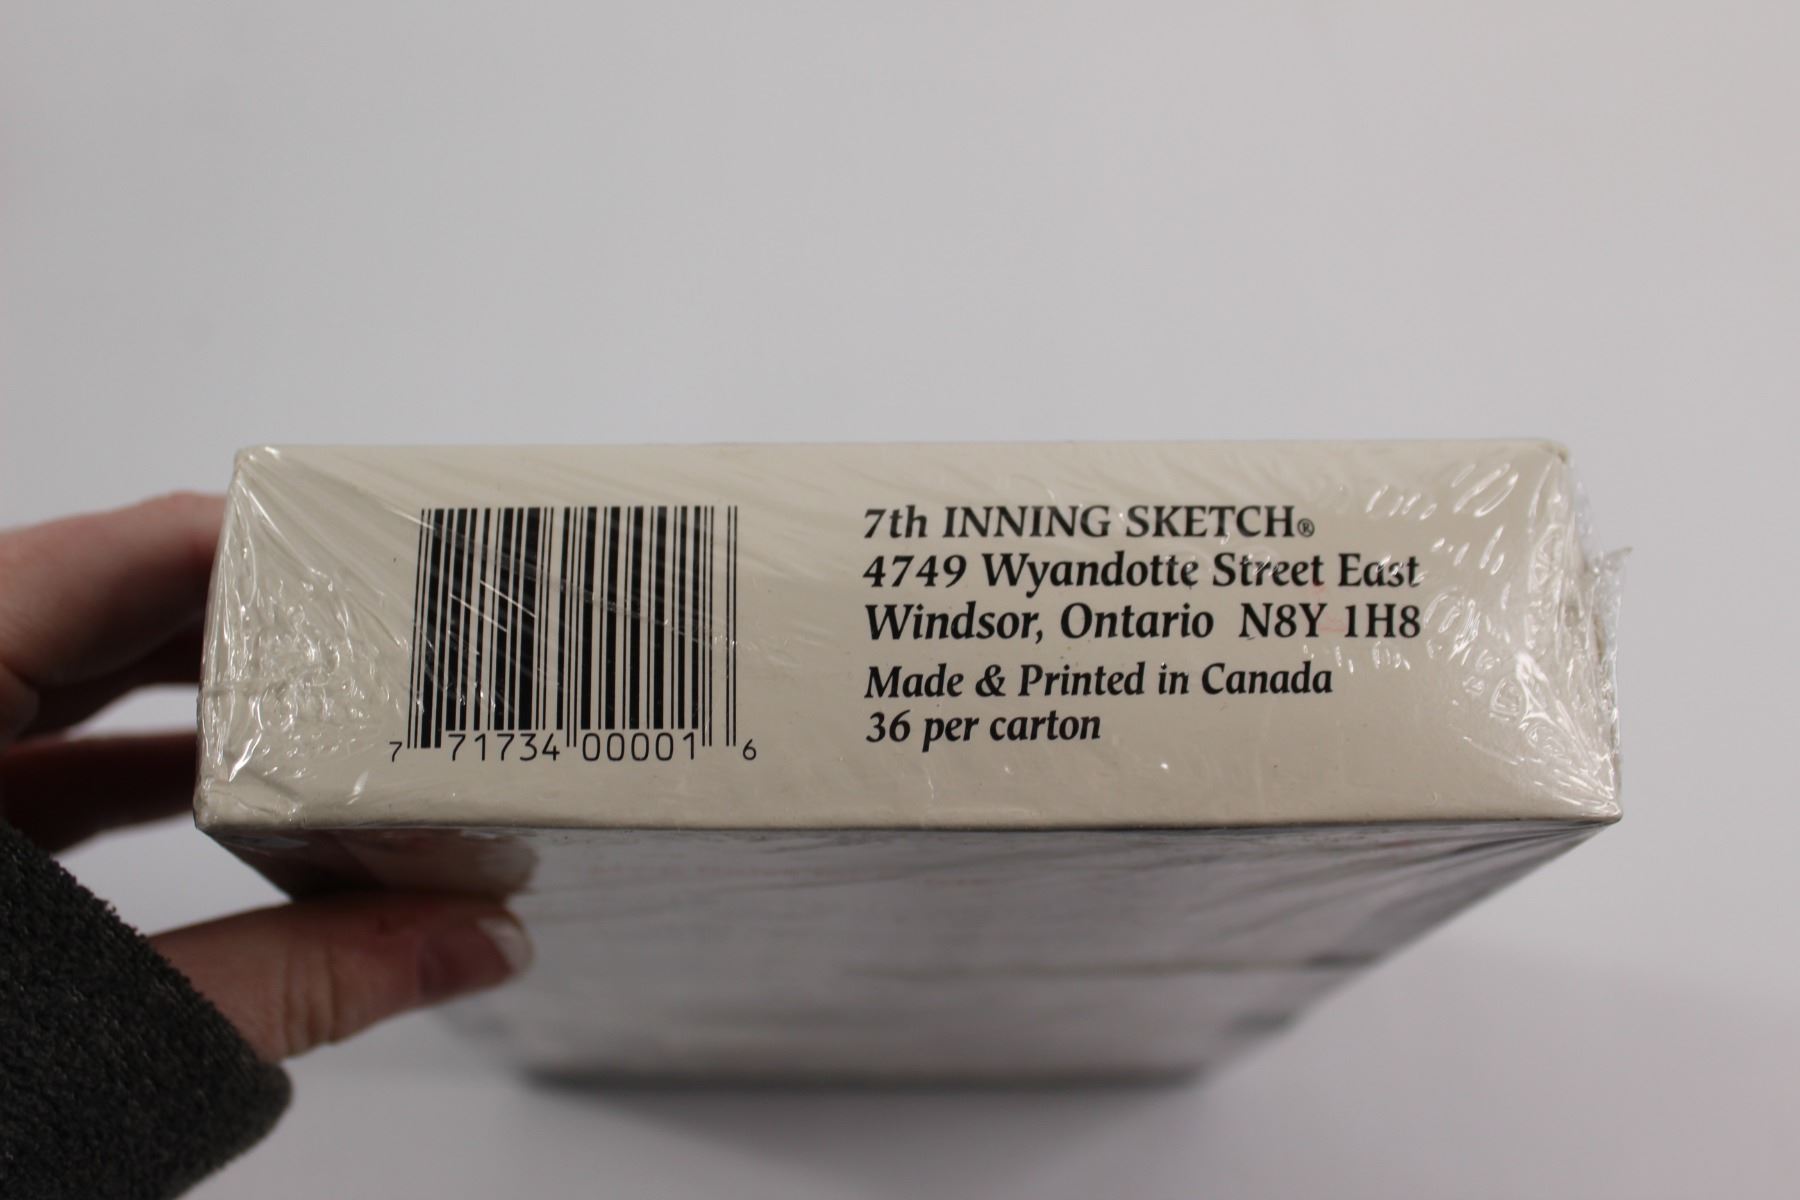 7th INNING SKETCH®
4749 Wyandotte Street East
Windsor, Ontario N8Y 1H8
Made & Printed in Canada
36 per carton
7 71734 00001 6